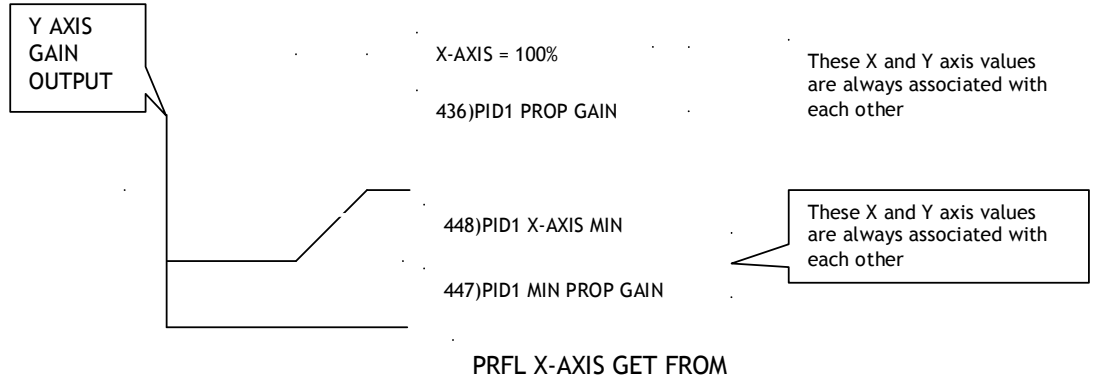 Y AXIS
GAIN
OUTPUT
X-AXIS = 100%
436)PID1 PROP GAIN
These X and Y axis values
are always associated with
each other
448)PID1 X-AXIS MIN
447)PID1 MIN PROP GAIN
These X and Y axis values
are always associated with
each other
PRFL X-AXIS GET FROM